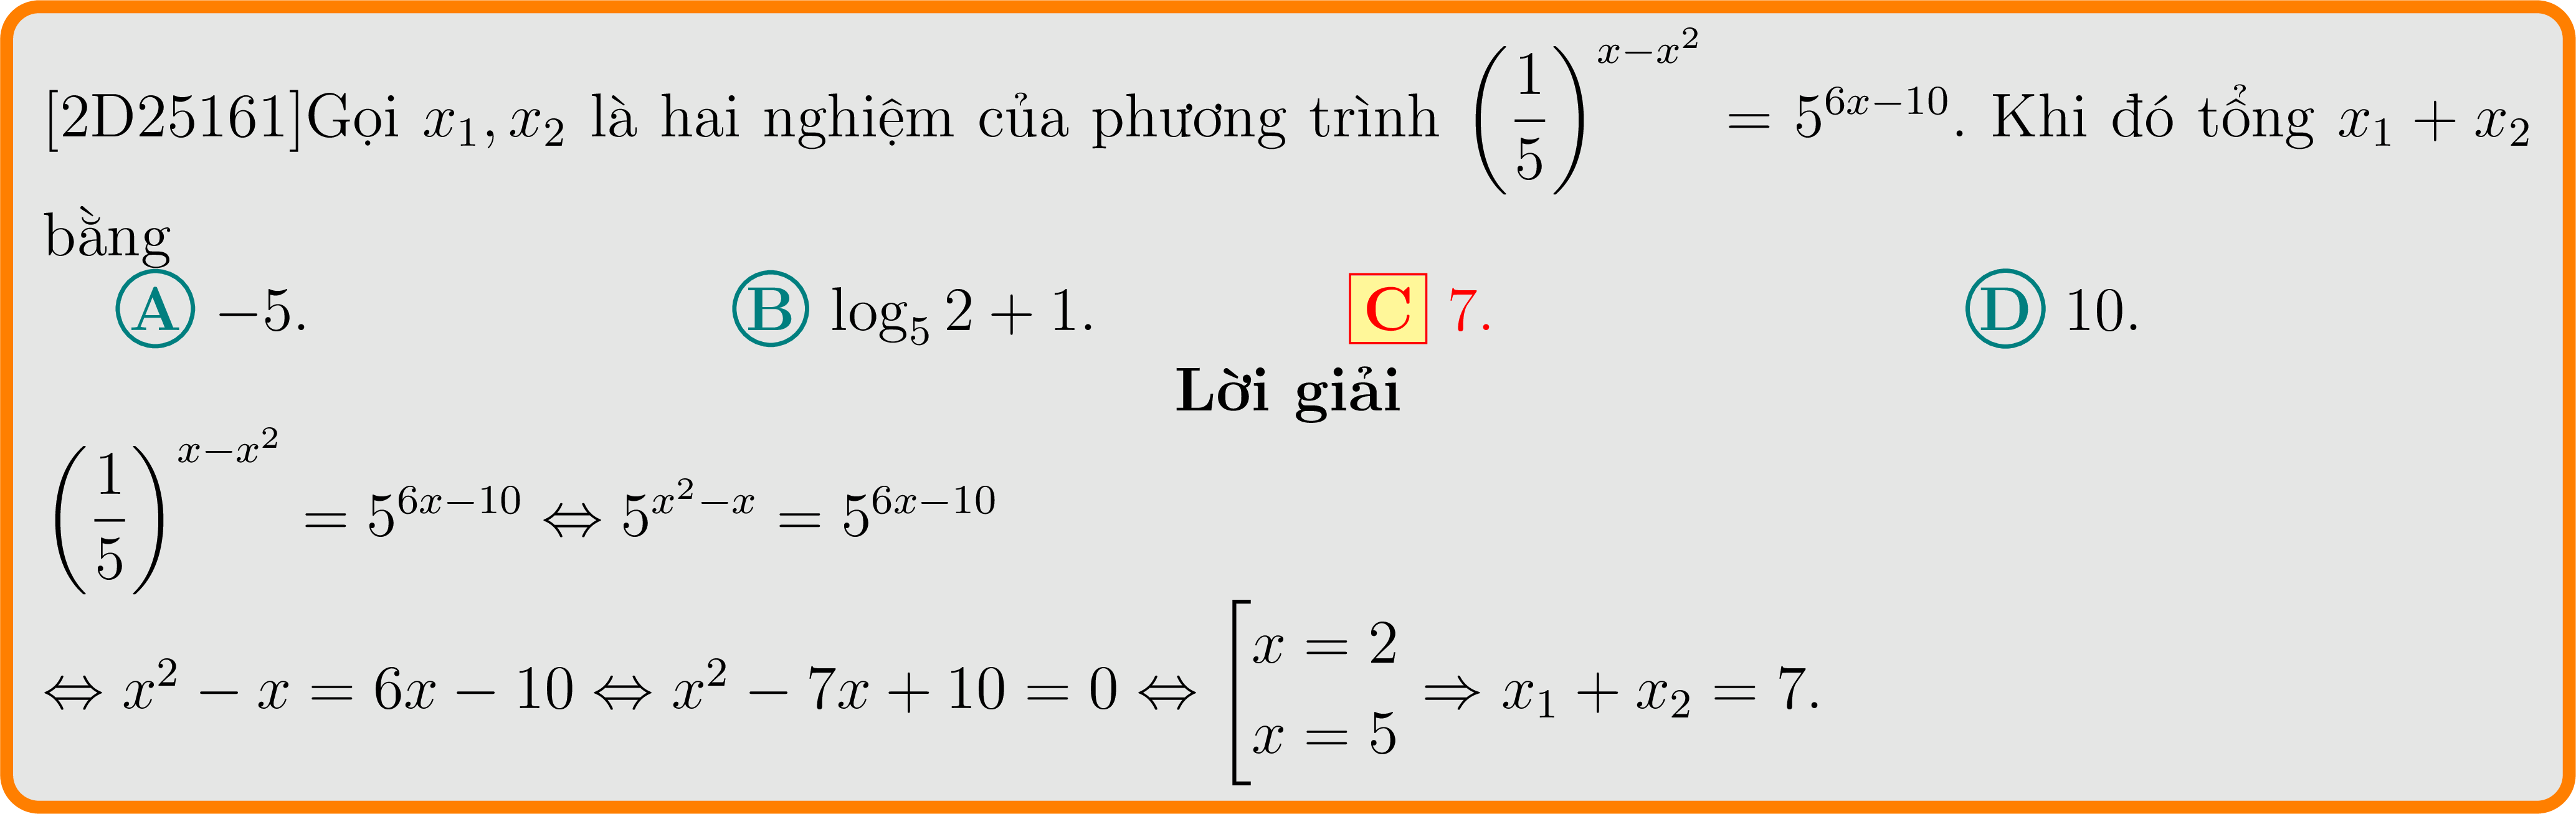 [2D25161]Gọi $x_1, x_2$ là hai nghiệm của phương trình $\left(\dfrac{1}{5}\right)^{x-x^2} = 5^{6x-10}$. Khi đó tổng $x_1 + x_2$
bằng
A −5. B $\log_5 2 + 1$. C 7. D 10.
Lời giải
$\left(\dfrac{1}{5}\right)^{x-x^2} = 5^{6x-10} \Leftrightarrow 5^{x^2-x} = 5^{6x-10}$
$\Leftrightarrow x^2 - x = 6x - 10 \Leftrightarrow x^2 - 7x + 10 = 0 \Leftrightarrow \left[\begin{array}{l} x = 2 \\ x = 5 \end{array}\right. \Rightarrow x_1 + x_2 = 7.$